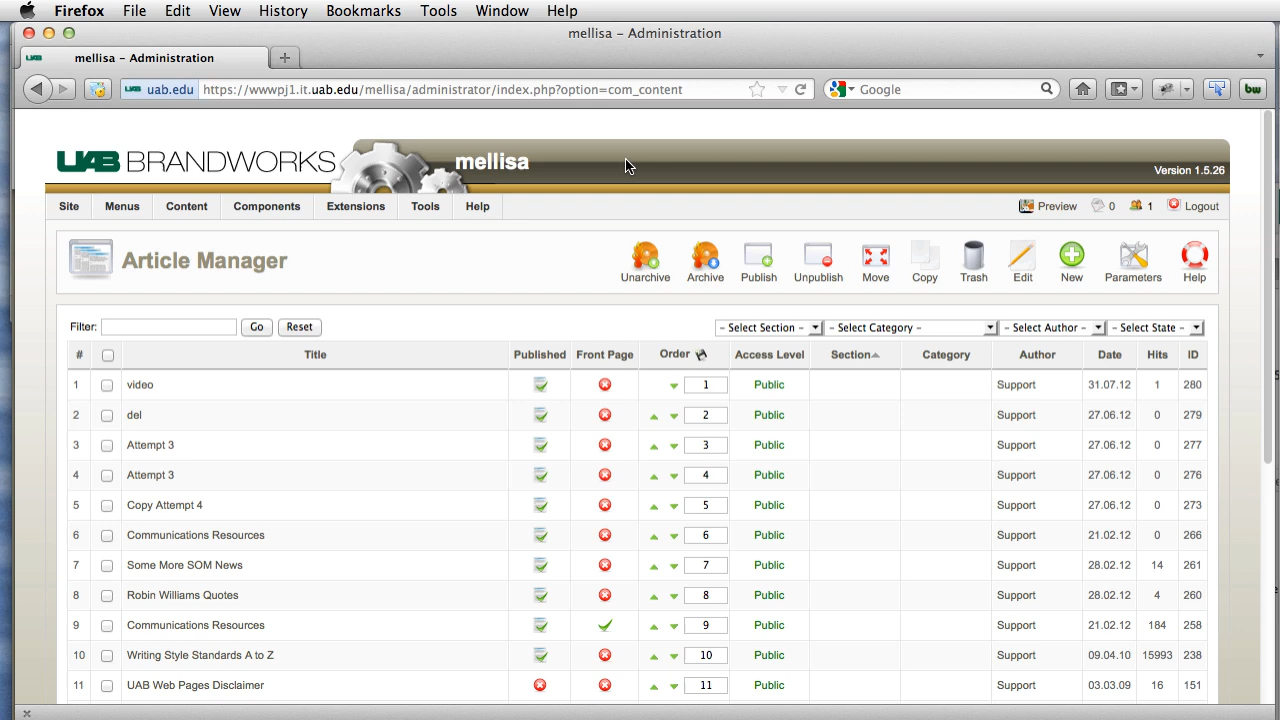 Firefox File Edit View History Bookmarks Tools Window Help
mellisa – Administration
UAB mellisa – Administration
UAB uab.edu https://wwwpj1.it.uab.edu/mellisa/administrator/index.php?option=com_content Google bw
UAB BRANDWORKS mellisa Version 1.5.26
Site Menus Content Components Extensions Tools Help Preview 0 1 Logout
Article Manager Unarchive Archive Publish Unpublish Move Copy Trash Edit New Parameters Help
Filter: Go Reset - Select Section - - Select Category - - Select Author - - Select State -
# Title Published Front Page Order Access Level Section Category Author Date Hits ID
1 video 1 Public Support 31.07.12 1 280
2 del 2 Public Support 27.06.12 0 279
3 Attempt 3 3 Public Support 27.06.12 0 277
4 Attempt 3 4 Public Support 27.06.12 0 276
5 Copy Attempt 4 5 Public Support 27.06.12 0 273
6 Communications Resources 6 Public Support 21.02.12 0 266
7 Some More SOM News 7 Public Support 28.02.12 14 261
8 Robin Williams Quotes 8 Public Support 28.02.12 4 260
9 Communications Resources 9 Public Support 21.02.12 184 258
10 Writing Style Standards A to Z 10 Public Support 09.04.10 15993 238
11 UAB Web Pages Disclaimer 11 Public Support 03.03.09 16 151